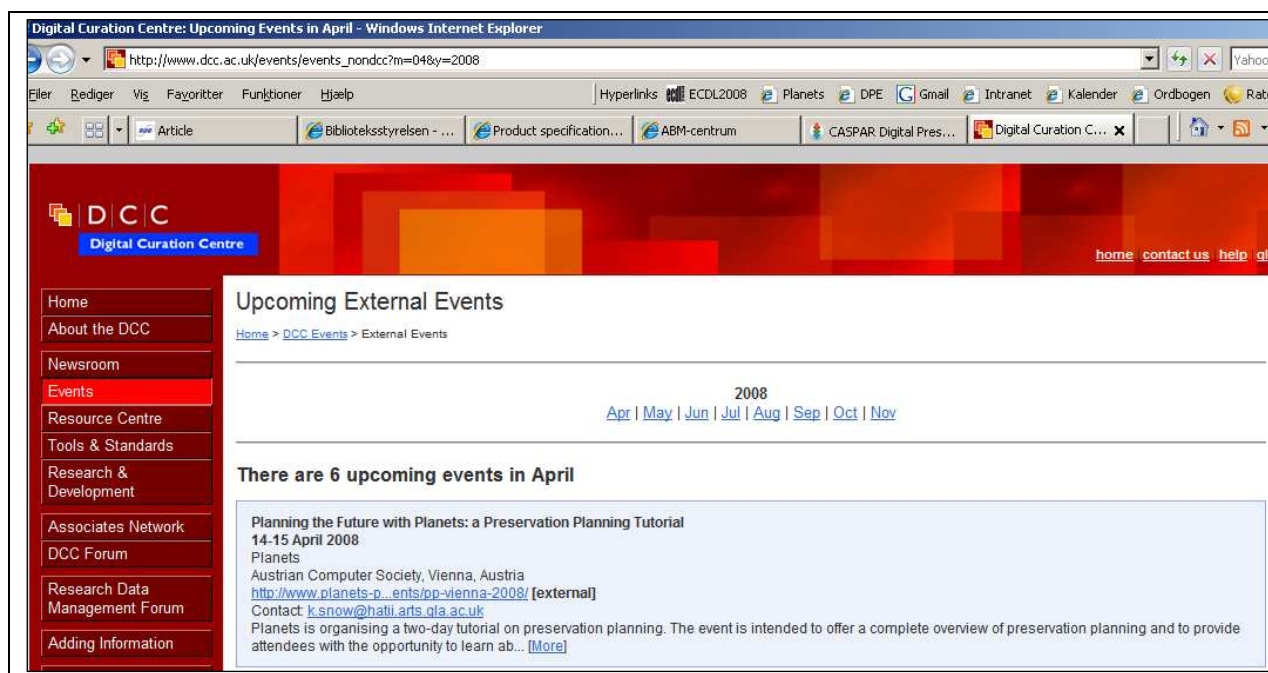 Digital Curation Centre: Upcoming Events in April - Windows Internet Explorer
http://www.dcc.ac.uk/events/events_nondcc?m=04&y=2008
Yahoo
Filer Rediger Vis Favoritter Funktioner Hjælp Hyperlinks ECDL2008 Planets DPE Gmail Intranet Kalender Ordbogen
Article Biblioteksstyrelsen - ... Product specification... ABM-centrum CASPAR Digital Pres... Digital Curation C...
D|C|C
Digital Curation Centre
home contact us help
Home
About the DCC
Newsroom
Events
Resource Centre
Tools & Standards
Research &
Development
Associates Network
DCC Forum
Research Data
Management Forum
Adding Information
Upcoming External Events
Home > DCC Events > External Events
2008
Apr | May | Jun | Jul | Aug | Sep | Oct | Nov
There are 6 upcoming events in April
Planning the Future with Planets: a Preservation Planning Tutorial
14-15 April 2008
Planets
Austrian Computer Society, Vienna, Austria
http://www.planets-p...ents/pp-vienna-2008/ [external]
Contact: k.snow@hatii.arts.gla.ac.uk
Planets is organising a two-day tutorial on preservation planning. The event is intended to offer a complete overview of preservation planning and to provide
attendees with the opportunity to learn ab... [More]